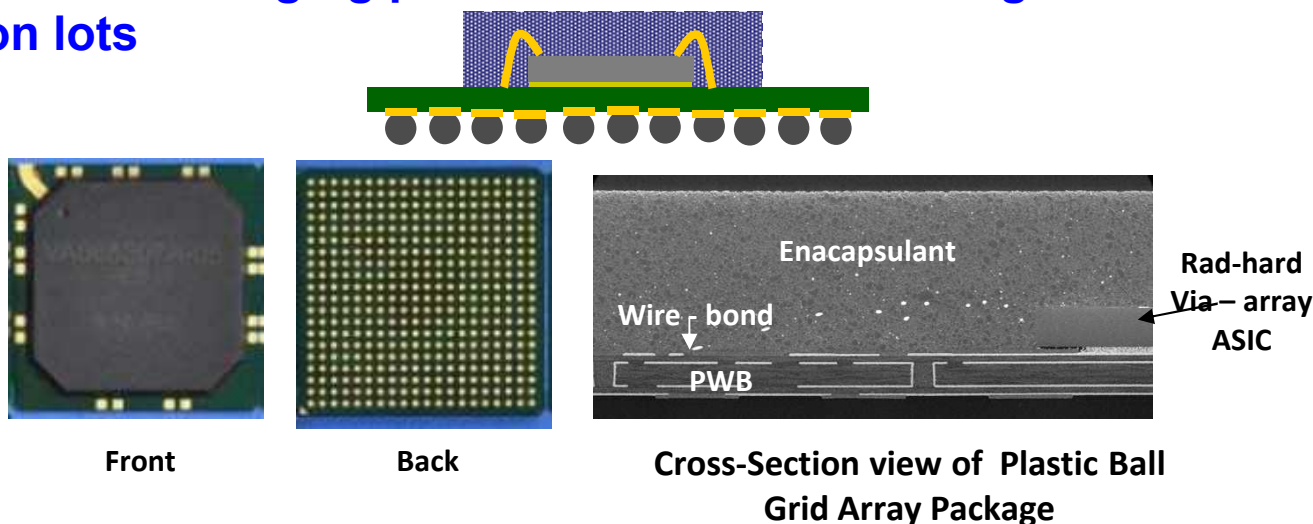 on lots
Enacapsulant
Wire - bond
PWB
Rad-hard
Via – array
ASIC
Front
Back
Cross-Section view of Plastic Ball
Grid Array Package